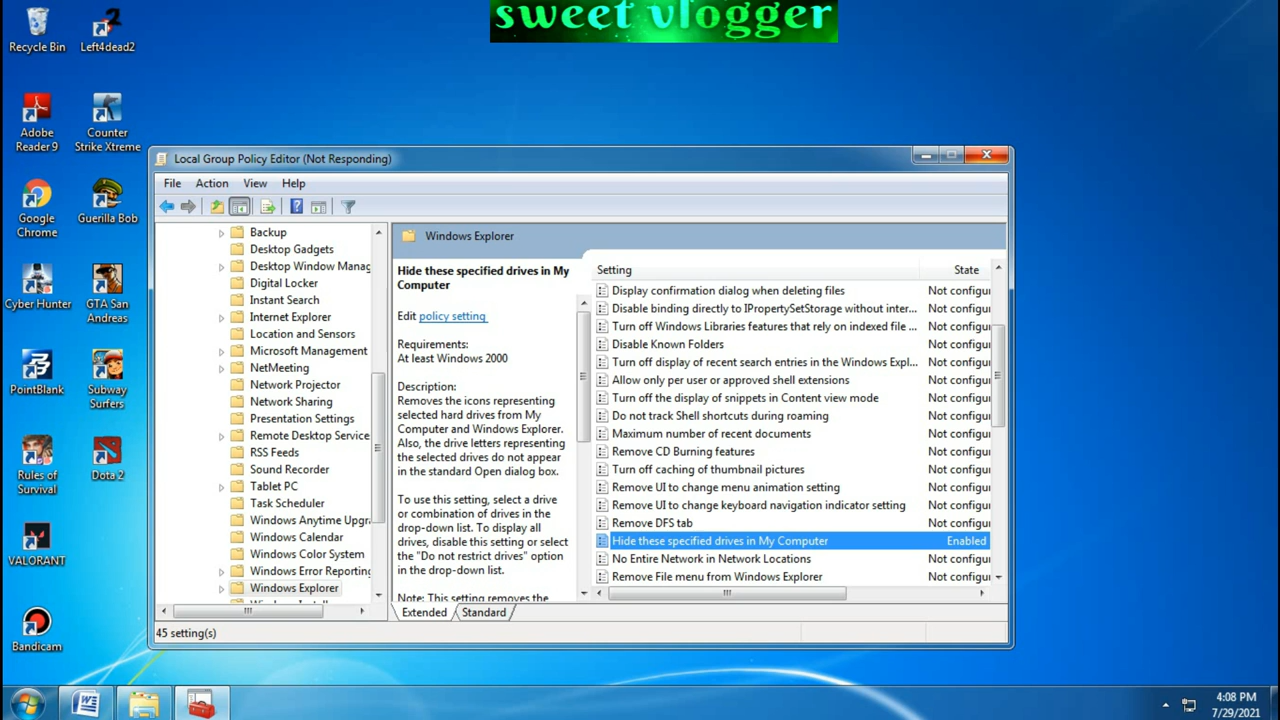 sweet vlogger
Recycle Bin
Left4dead2
Adobe
Reader 9
Counter
Strike Xtreme
Google
Chrome
Guerilla Bob
Cyber Hunter
GTA San
Andreas
PointBlank
Subway
Surfers
Rules of
Survival
Dota 2
VALORANT
Bandicam
Local Group Policy Editor (Not Responding)
File Action View Help
Backup
Desktop Gadgets
Desktop Window Manag
Digital Locker
Instant Search
Internet Explorer
Location and Sensors
Microsoft Management
NetMeeting
Network Projector
Network Sharing
Presentation Settings
Remote Desktop Service
RSS Feeds
Sound Recorder
Tablet PC
Task Scheduler
Windows Anytime Upgr
Windows Calendar
Windows Color System
Windows Error Reporting
Windows Explorer
Windows Explorer
Hide these specified drives in My
Computer
Edit policy setting
Requirements:
At least Windows 2000
Description:
Removes the icons representing
selected hard drives from My
Computer and Windows Explorer.
Also, the drive letters representing
the selected drives do not appear
in the standard Open dialog box.
To use this setting, select a drive
or combination of drives in the
drop-down list. To display all
drives, disable this setting or select
the "Do not restrict drives" option
in the drop-down list.
Note: This setting removes the
Setting State
Display confirmation dialog when deleting files Not configu
Disable binding directly to IPropertySetStorage without inter... Not configu
Turn off Windows Libraries features that rely on indexed file ... Not configu
Disable Known Folders Not configu
Turn off display of recent search entries in the Windows Expl... Not configu
Allow only per user or approved shell extensions Not configu
Turn off the display of snippets in Content view mode Not configu
Do not track Shell shortcuts during roaming Not configu
Maximum number of recent documents Not configu
Remove CD Burning features Not configu
Turn off caching of thumbnail pictures Not configu
Remove UI to change menu animation setting Not configu
Remove UI to change keyboard navigation indicator setting Not configu
Remove DFS tab Not configu
Hide these specified drives in My Computer Enabled
No Entire Network in Network Locations Not configu
Remove File menu from Windows Explorer Not configu
Extended Standard
45 setting(s)
4:08 PM
7/29/2021